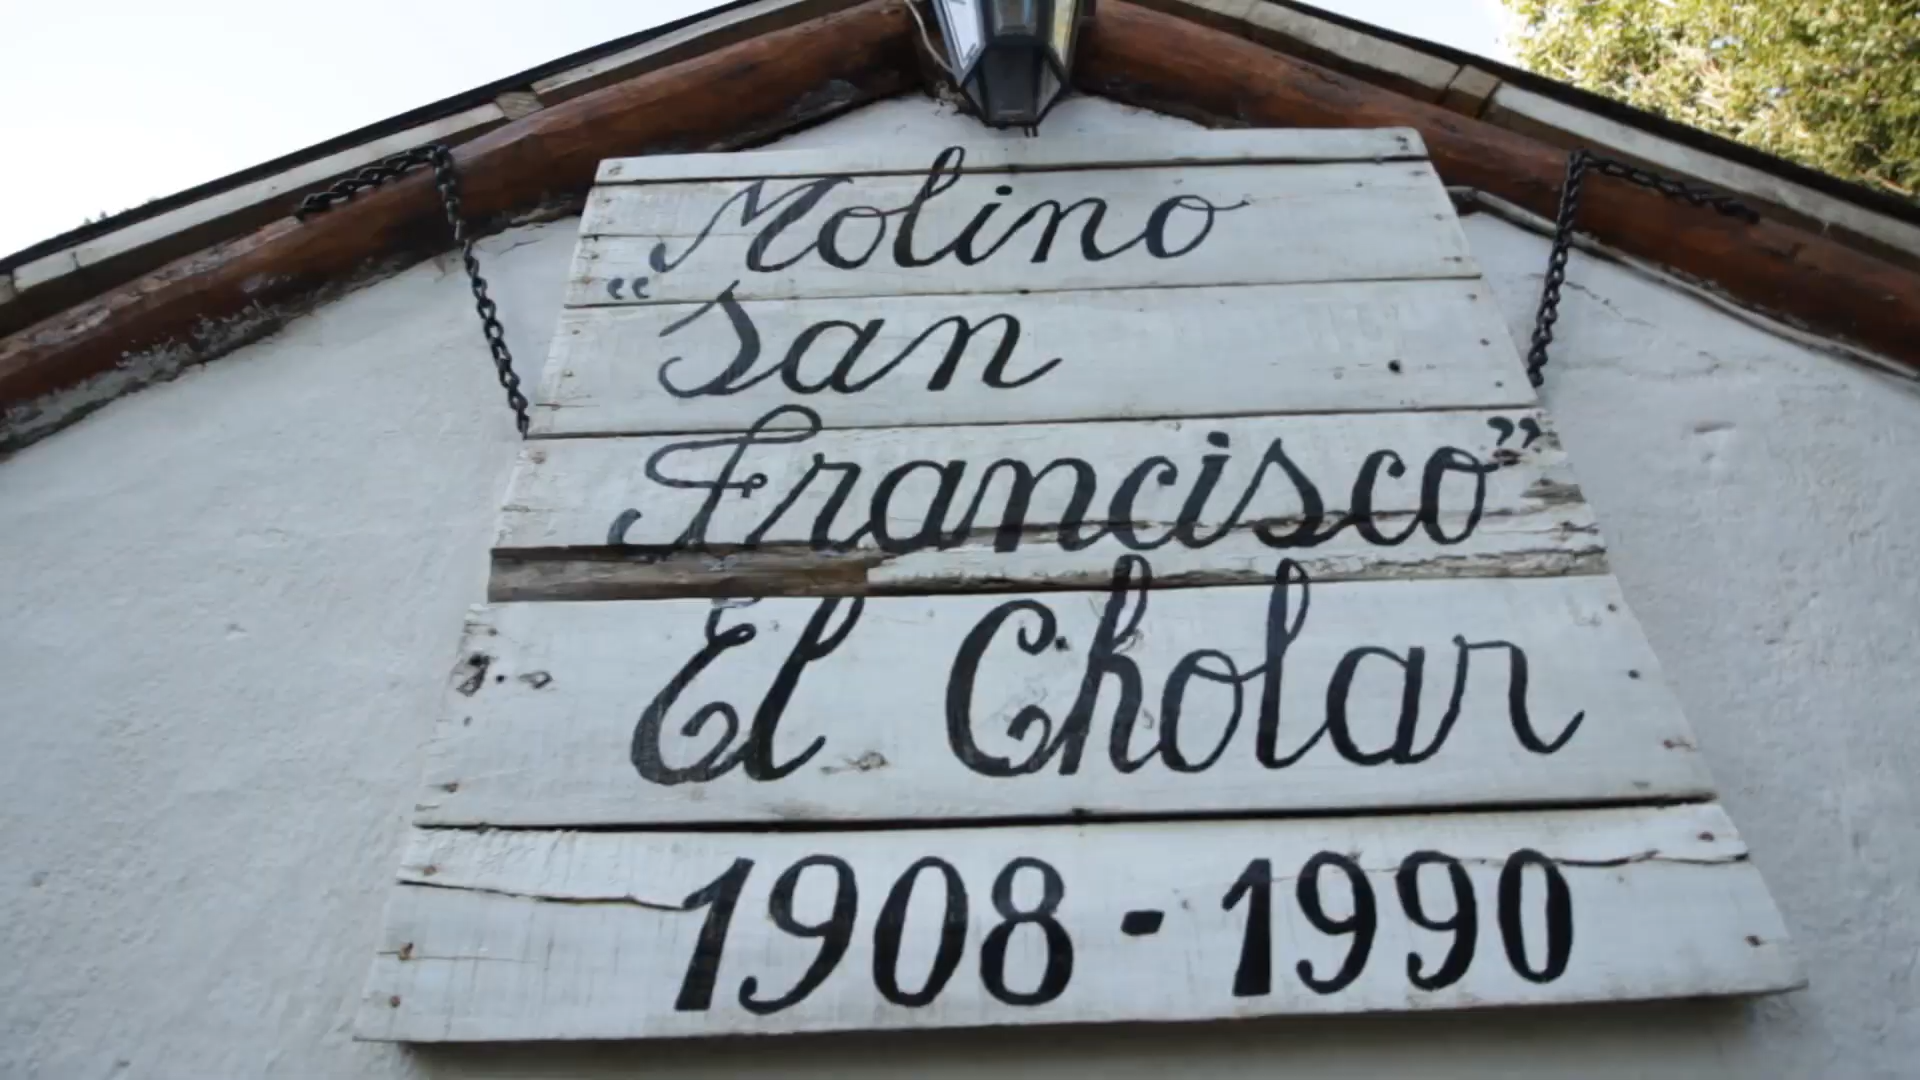 Molino
“San
Francisco”
El Cholar
1908 - 1990